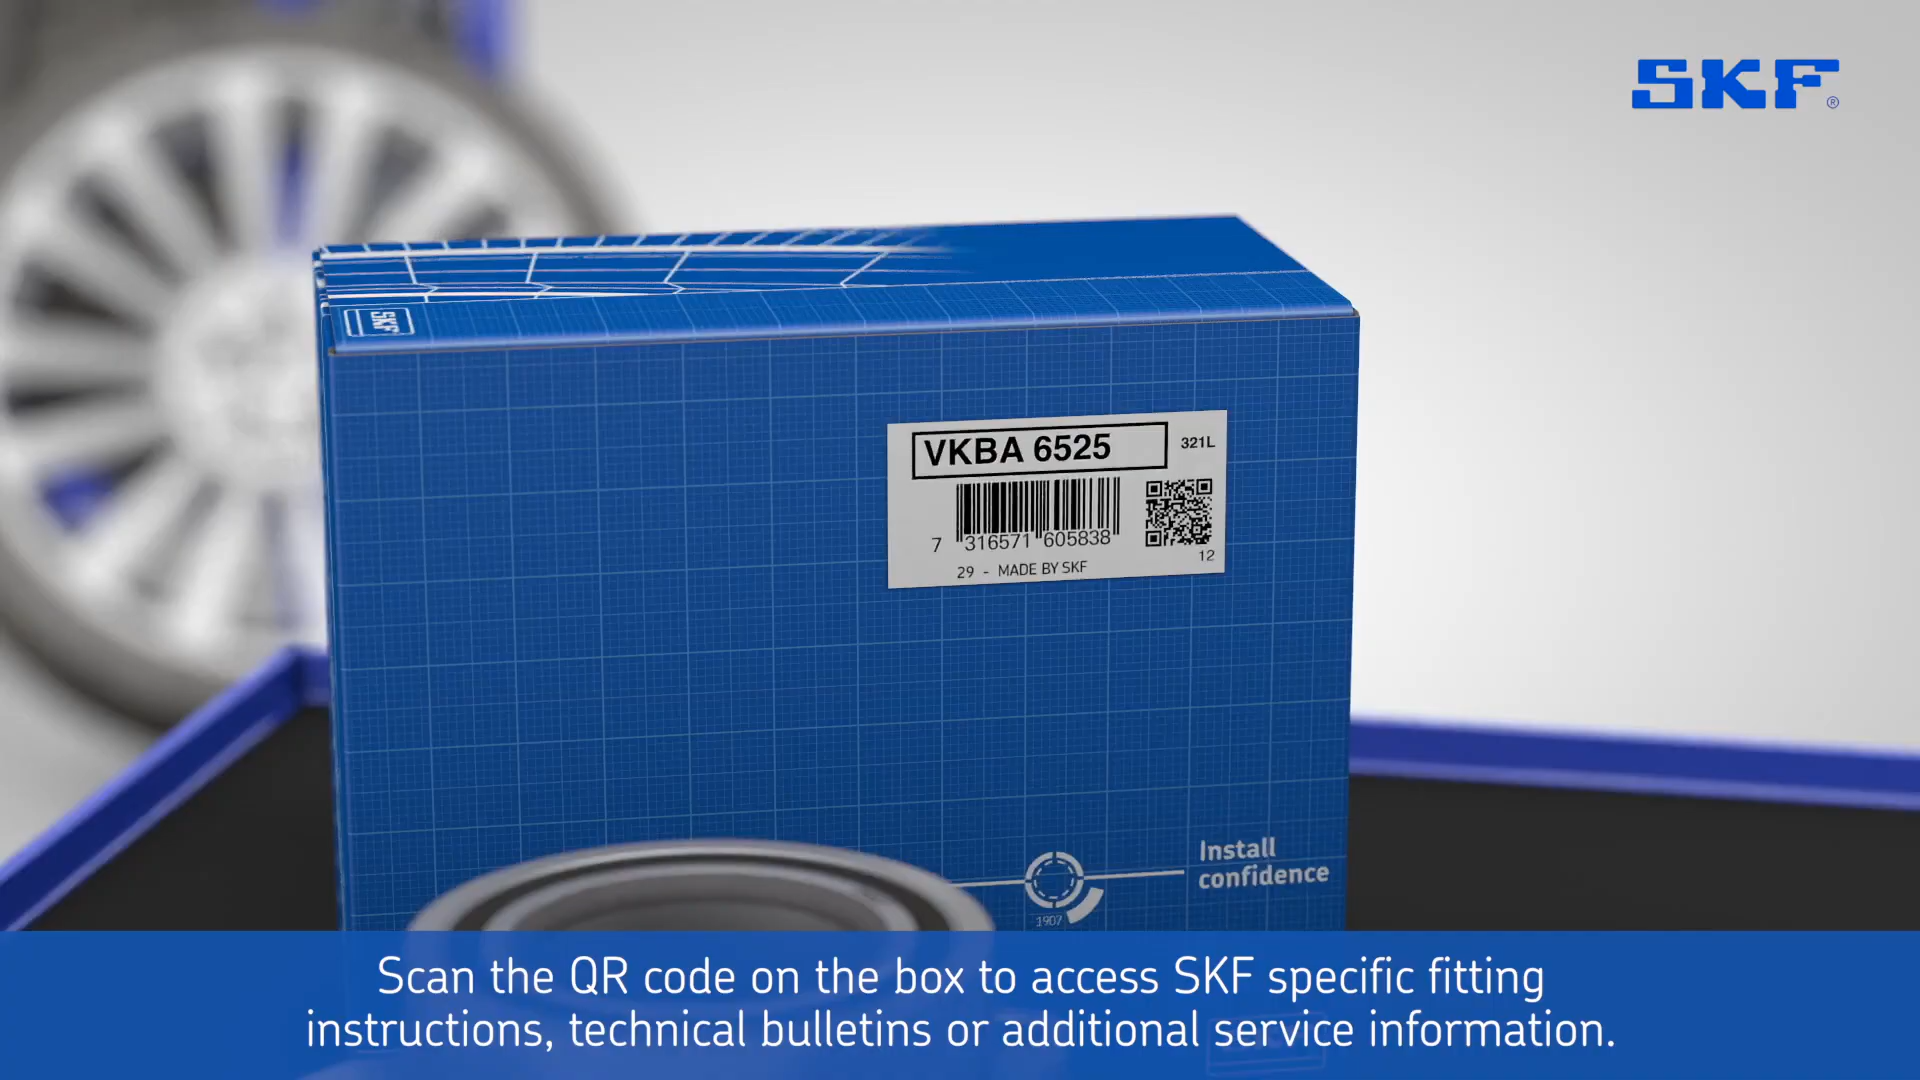 SKF®
SKF
VKBA 6525
321L
7 316571 605838
12
29 - MADE BY SKF
Install
confidence
1907
Scan the QR code on the box to access SKF specific fitting
instructions, technical bulletins or additional service information.